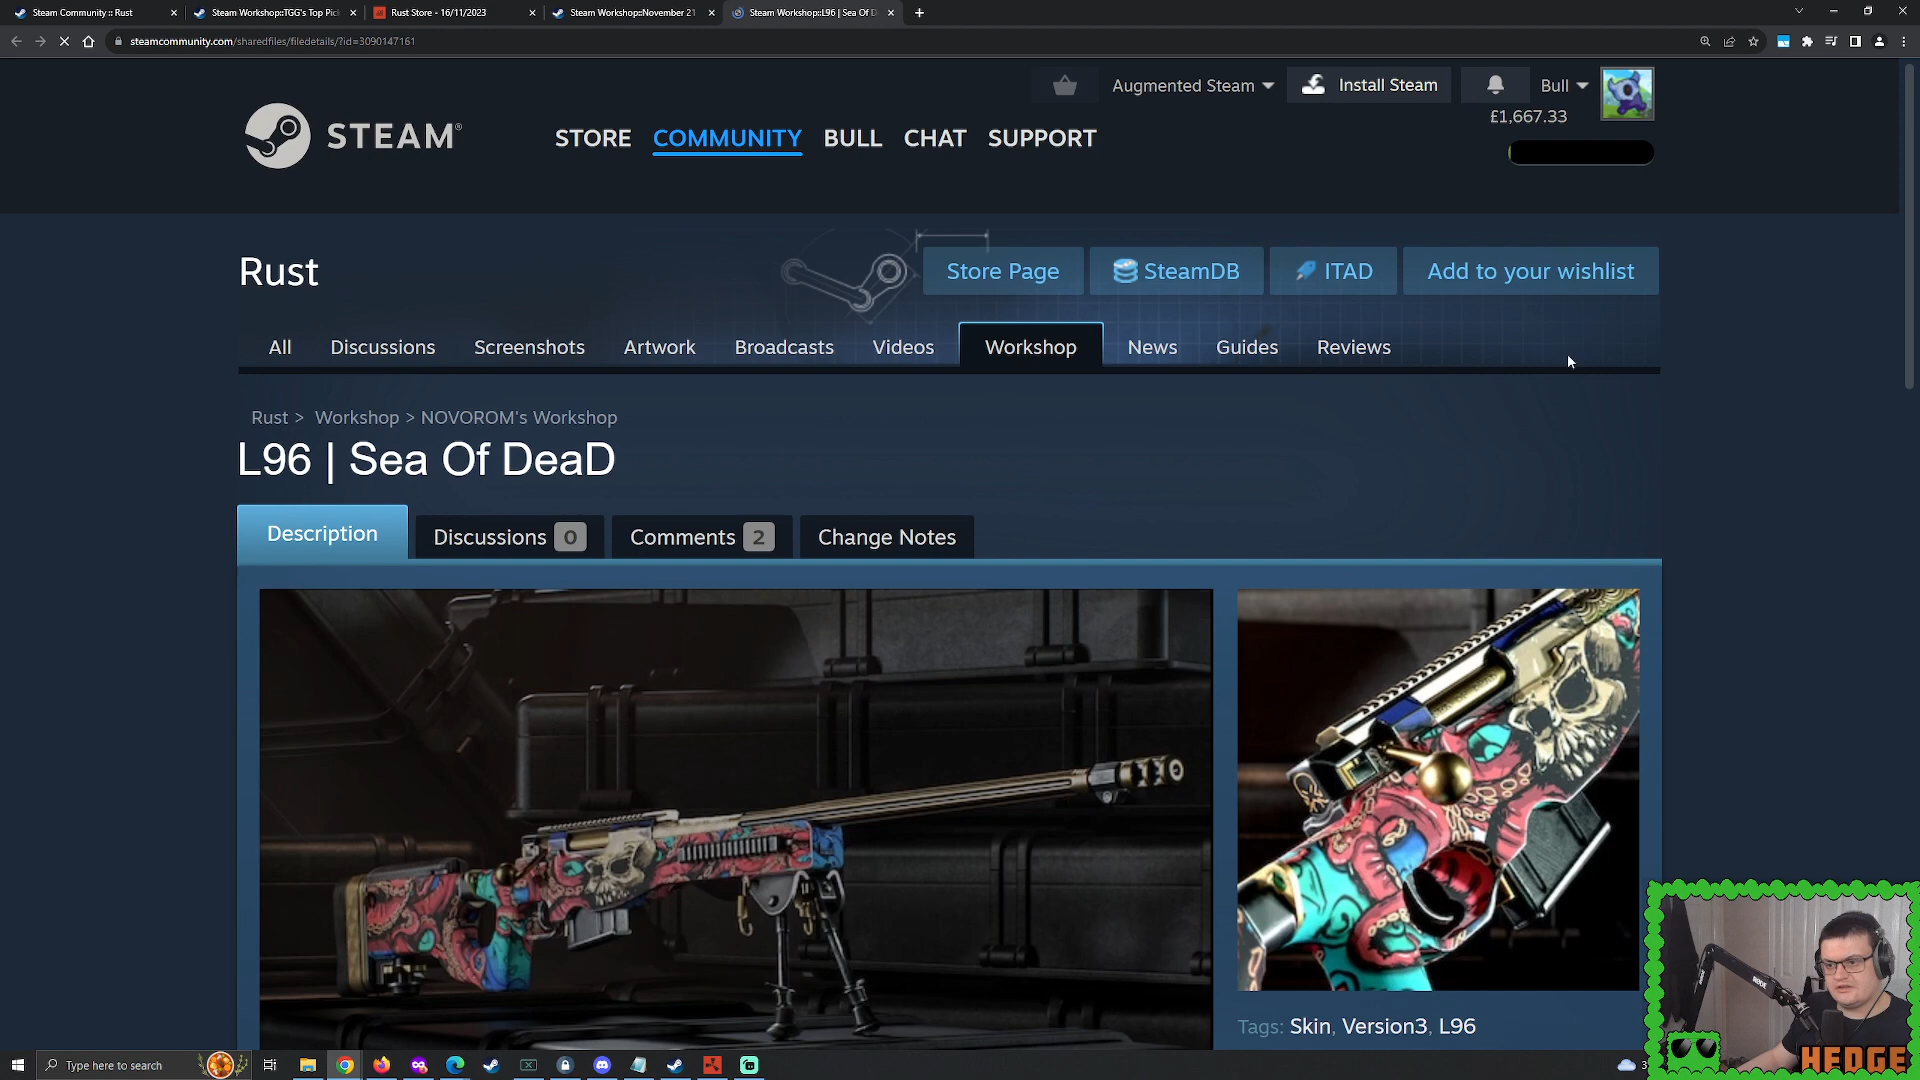 Steam Community :: Rust
Steam Workshop::TGG's Top Pic
Rust Store - 16/11/2023
Steam Workshop::November 21
Steam Workshop::L96 | Sea Of D
steamcommunity.com/sharedfiles/filedetails/?id=3090147161
Augmented Steam
Install Steam
Bull
£1,667.33
STEAM®
STORE
COMMUNITY
BULL
CHAT
SUPPORT
Rust
Store Page
SteamDB
ITAD
Add to your wishlist
All
Discussions
Screenshots
Artwork
Broadcasts
Videos
Workshop
News
Guides
Reviews
Rust > Workshop > NOVOROM's Workshop
L96 | Sea Of DeaD
Description
Discussions 0
Comments 2
Change Notes
Tags: Skin, Version3, L96
Type here to search
HEDGE